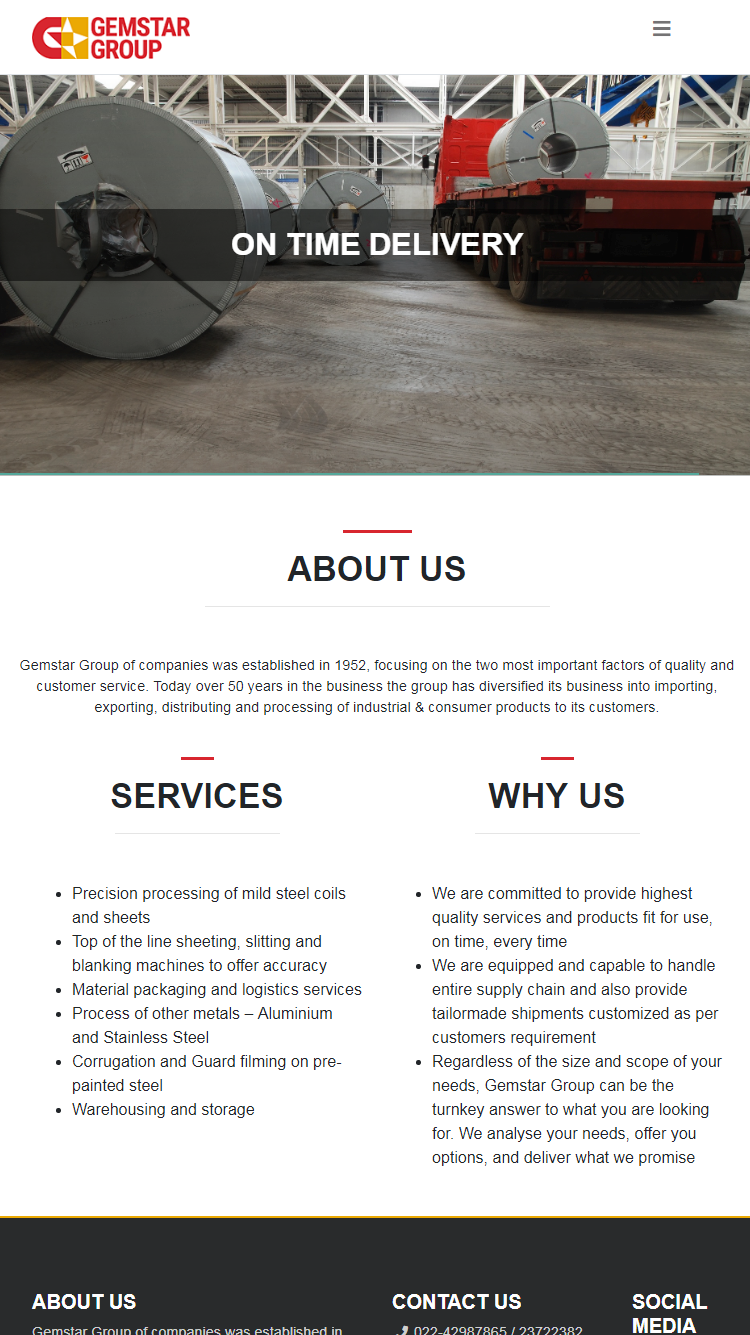 GEMSTAR
GROUP
ON TIME DELIVERY
ABOUT US
Gemstar Group of companies was established in 1952, focusing on the two most important factors of quality and
customer service. Today over 50 years in the business the group has diversified its business into importing,
exporting, distributing and processing of industrial & consumer products to its customers.
SERVICES
• Precision processing of mild steel coils
and sheets
• Top of the line sheeting, slitting and
blanking machines to offer accuracy
• Material packaging and logistics services
• Process of other metals – Aluminium
and Stainless Steel
• Corrugation and Guard filming on pre-
painted steel
• Warehousing and storage
WHY US
• We are committed to provide highest
quality services and products fit for use,
on time, every time
• We are equipped and capable to handle
entire supply chain and also provide
tailormade shipments customized as per
customers requirement
• Regardless of the size and scope of your
needs, Gemstar Group can be the
turnkey answer to what you are looking
for. We analyse your needs, offer you
options, and deliver what we promise
ABOUT US
Gemstar Group of companies was established in
CONTACT US
022-42987865 / 23722382
SOCIAL
MEDIA